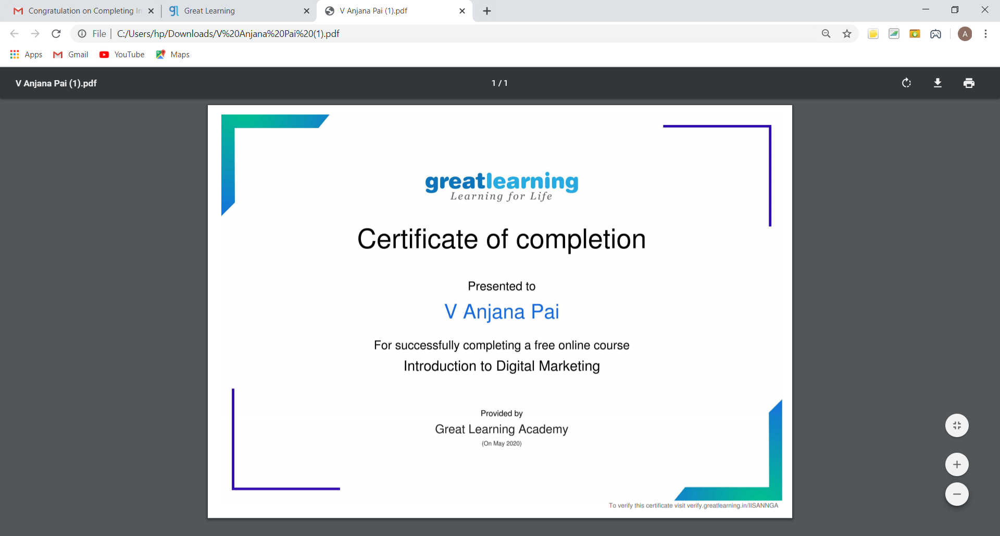 Congratulation on Completing In
Great Learning
V Anjana Pai (1).pdf
File
C:/Users/hp/Downloads/V%20Anjana%20Pai%20(1).pdf
A
Apps
Gmail
YouTube
Maps
V Anjana Pai (1).pdf
1 / 1
greatlearning
Learning for Life
Certificate of completion
Presented to
V Anjana Pai
For successfully completing a free online course
Introduction to Digital Marketing
Provided by
Great Learning Academy
(On May 2020)
To verify this certificate visit verify.greatlearning.in/IISANNGA